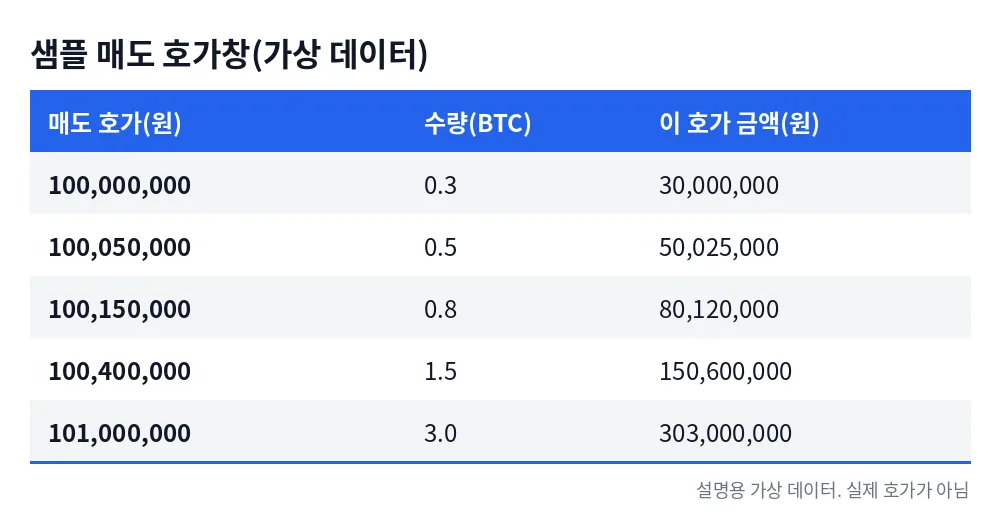 샘플 매도 호가창(가상 데이터)
매도 호가(원) 수량(BTC) 이 호가 금액(원)
100,000,000 0.3 30,000,000
100,050,000 0.5 50,025,000
100,150,000 0.8 80,120,000
100,400,000 1.5 150,600,000
101,000,000 3.0 303,000,000
설명용 가상 데이터. 실제 호가가 아님